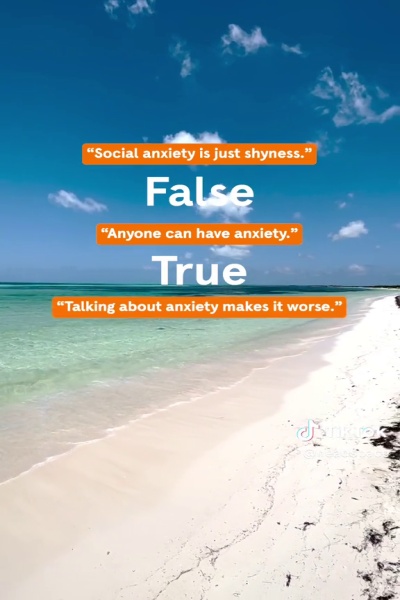 “Social anxiety is just shyness.”
False
“Anyone can have anxiety.”
True
“Talking about anxiety makes it worse.”